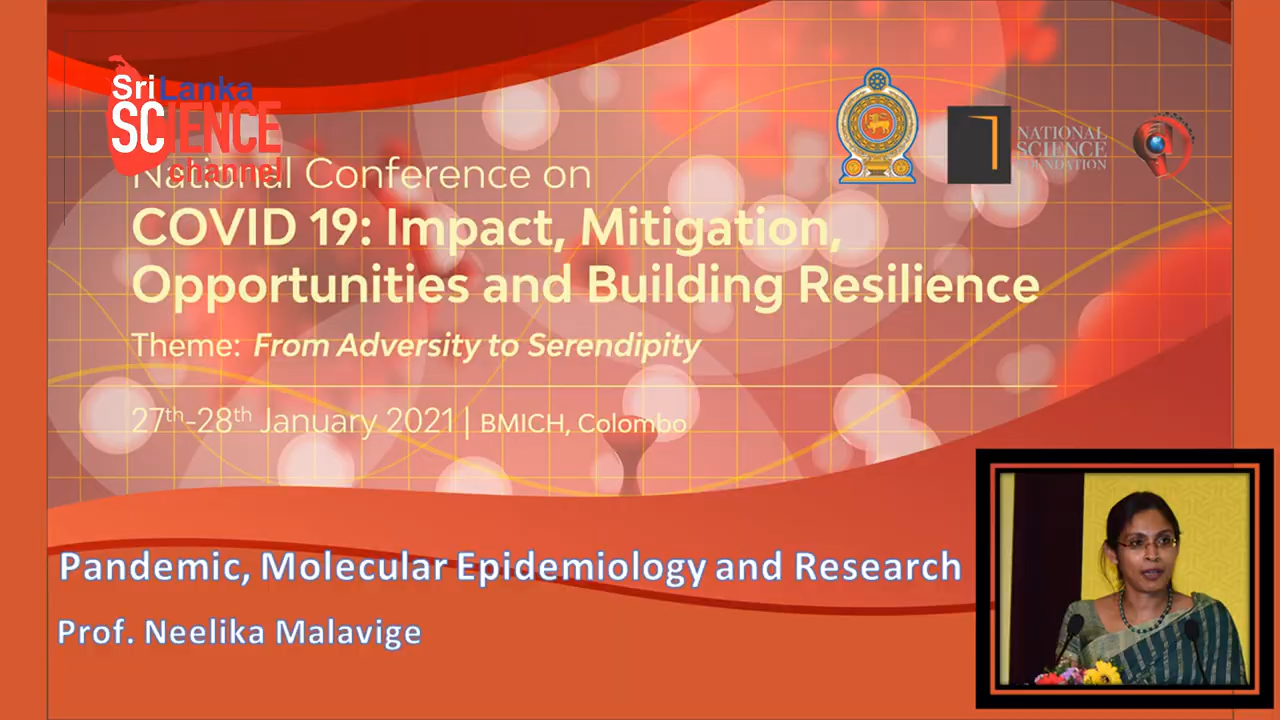 Sri Lanka
SCIENCE
channel
NATIONAL
SCIENCE
FOUNDATION
National Conference on
COVID 19: Impact, Mitigation,
Opportunities and Building Resilience
Theme: From Adversity to Serendipity
27th-28th January 2021 | BMICH, Colombo
Pandemic, Molecular Epidemiology and Research
Prof. Neelika Malavige